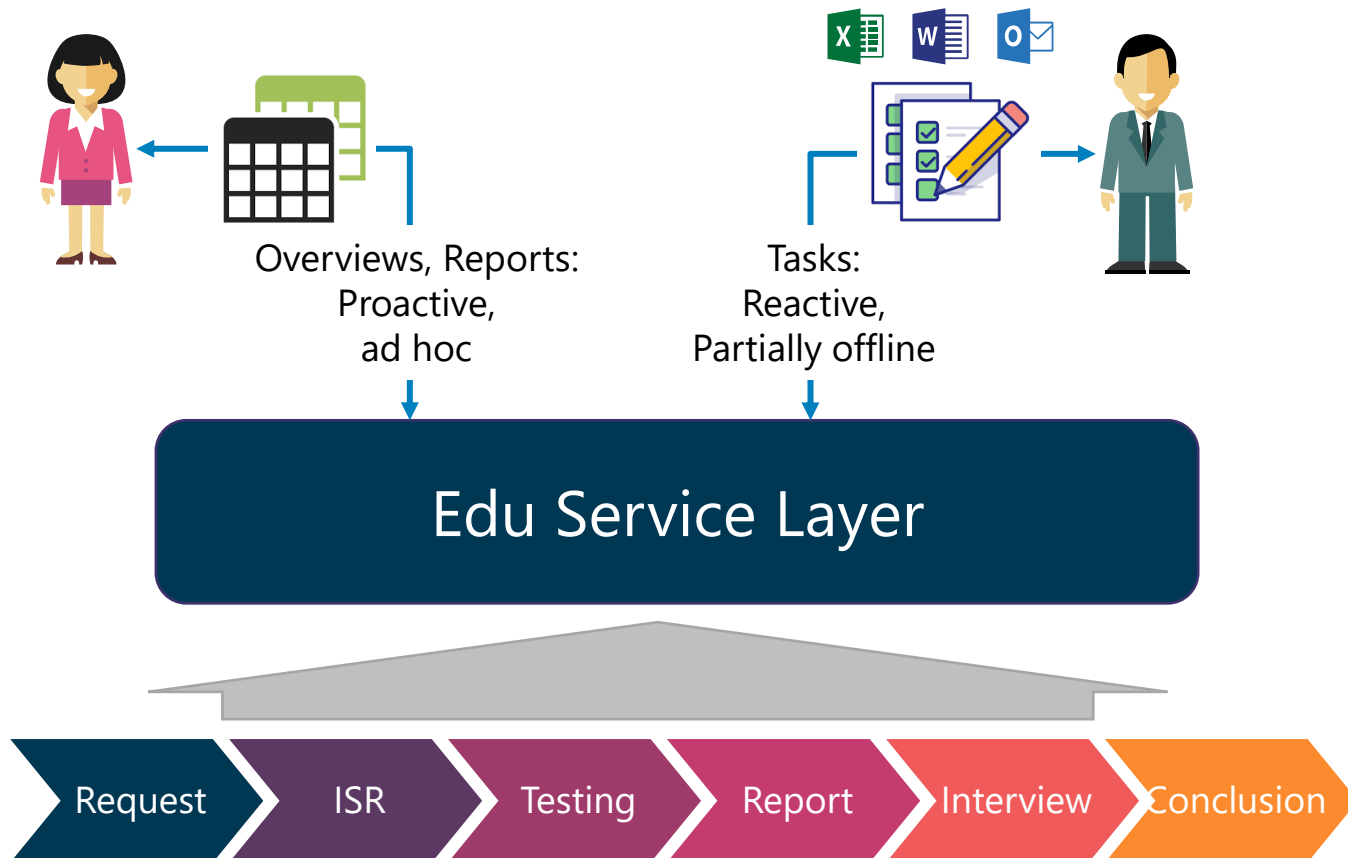 X
W
O
Overviews, Reports:
Proactive,
ad hoc
Tasks:
Reactive,
Partially offline
Edu Service Layer
Request
ISR
Testing
Report
Interview
Conclusion